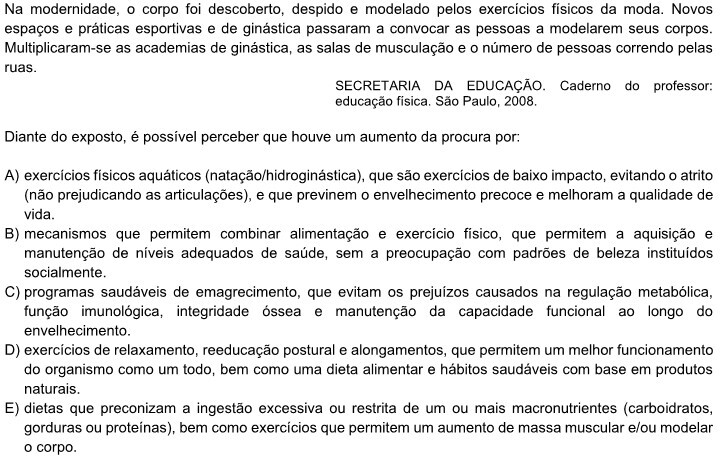 Na modernidade, o corpo foi descoberto, despido e modelado pelos exercícios físicos da moda. Novos
espaços e práticas esportivas e de ginástica passaram a convocar as pessoas a modelarem seus corpos.
Multiplicaram-se as academias de ginástica, as salas de musculação e o número de pessoas correndo pelas
ruas.
SECRETARIA DA EDUCAÇÃO. Caderno do professor:
educação física. São Paulo, 2008.
Diante do exposto, é possível perceber que houve um aumento da procura por:
A) exercícios físicos aquáticos (natação/hidroginástica), que são exercícios de baixo impacto, evitando o atrito
(não prejudicando as articulações), e que previnem o envelhecimento precoce e melhoram a qualidade de
vida.
B) mecanismos que permitem combinar alimentação e exercício físico, que permitem a aquisição e
manutenção de níveis adequados de saúde, sem a preocupação com padrões de beleza instituídos
socialmente.
C) programas saudáveis de emagrecimento, que evitam os prejuízos causados na regulação metabólica,
função imunológica, integridade óssea e manutenção da capacidade funcional ao longo do
envelhecimento.
D) exercícios de relaxamento, reeducação postural e alongamentos, que permitem um melhor funcionamento
do organismo como um todo, bem como uma dieta alimentar e hábitos saudáveis com base em produtos
naturais.
E) dietas que preconizam a ingestão excessiva ou restrita de um ou mais macronutrientes (carboidratos,
gorduras ou proteínas), bem como exercícios que permitem um aumento de massa muscular e/ou modelar
o corpo.